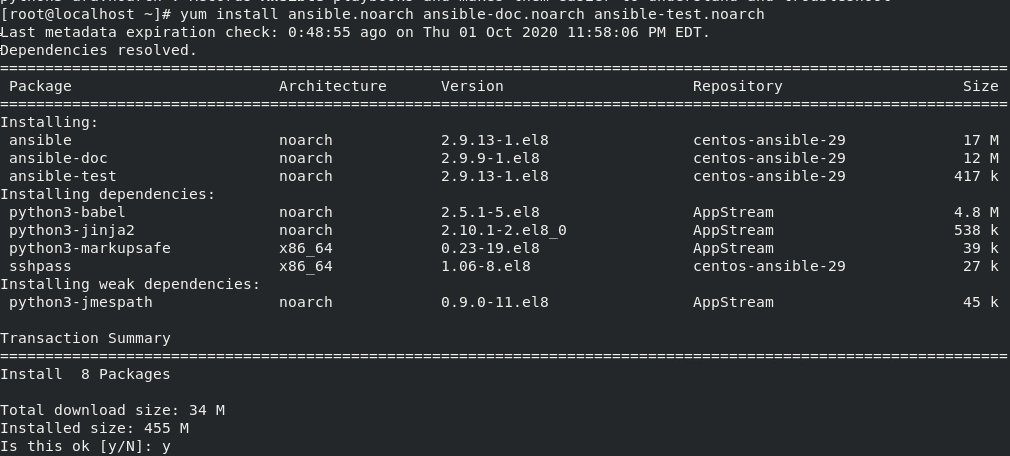 [root@localhost ~]# yum install ansible.noarch ansible-doc.noarch ansible-test.noarch
Last metadata expiration check: 0:48:55 ago on Thu 01 Oct 2020 11:58:06 PM EDT.
Dependencies resolved.
================================================================================================================
Package Architecture Version Repository Size
================================================================================================================
Installing:
ansible noarch 2.9.13-1.el8 centos-ansible-29 17 M
ansible-doc noarch 2.9.9-1.el8 centos-ansible-29 12 M
ansible-test noarch 2.9.13-1.el8 centos-ansible-29 417 k
Installing dependencies:
python3-babel noarch 2.5.1-5.el8 AppStream 4.8 M
python3-jinja2 noarch 2.10.1-2.el8_0 AppStream 538 k
python3-markupsafe x86_64 0.23-19.el8 AppStream 39 k
sshpass x86_64 1.06-8.el8 centos-ansible-29 27 k
Installing weak dependencies:
python3-jmespath noarch 0.9.0-11.el8 AppStream 45 k
Transaction Summary
================================================================================================================
Install 8 Packages
Total download size: 34 M
Installed size: 455 M
Is this ok [y/N]: y